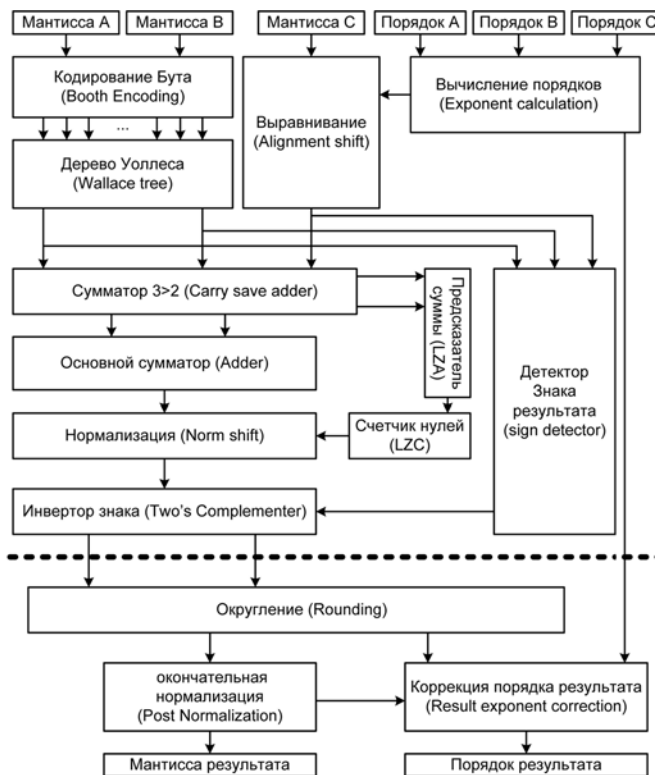 Мантисса A
Мантисса B
Мантисса C
Порядок A
Порядок B
Порядок C
Кодирование Бута
(Booth Encoding)
Вычисление порядков
(Exponent calculation)
...
Выравнивание
(Alignment shift)
Дерево Уоллеса
(Wallace tree)
Сумматор 3>2 (Carry save adder)
Предсказатель
суммы (LZA)
Основной сумматор (Adder)
Детектор
Знака
результата
(sign detector)
Нормализация (Norm shift)
Счетчик нулей
(LZC)
Инвертор знака (Two's Complementer)
Округление (Rounding)
окончательная
нормализация
(Post Normalization)
Коррекция порядка результата
(Result exponent correction)
Мантисса результата
Порядок результата